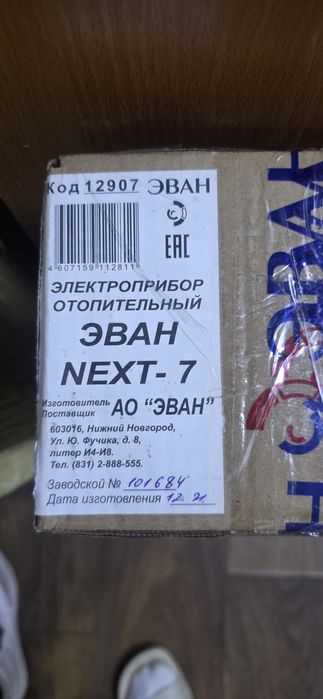 Код 12907 ЭВАН
4 607159 112811
EAC
ЭЛЕКТРОПРИБОР
ОТОПИТЕЛЬНЫЙ
ЭВАН
NEXT- 7
Изготовитель
Поставщик АО "ЭВАН"
603016, Нижний Новгород,
Ул. Ю. Фучика, д. 8,
литер И4-И8.
Тел. (831) 2-888-555.
Заводской № 101684
Дата изготовления 12. 21.
ЭВАН
Н